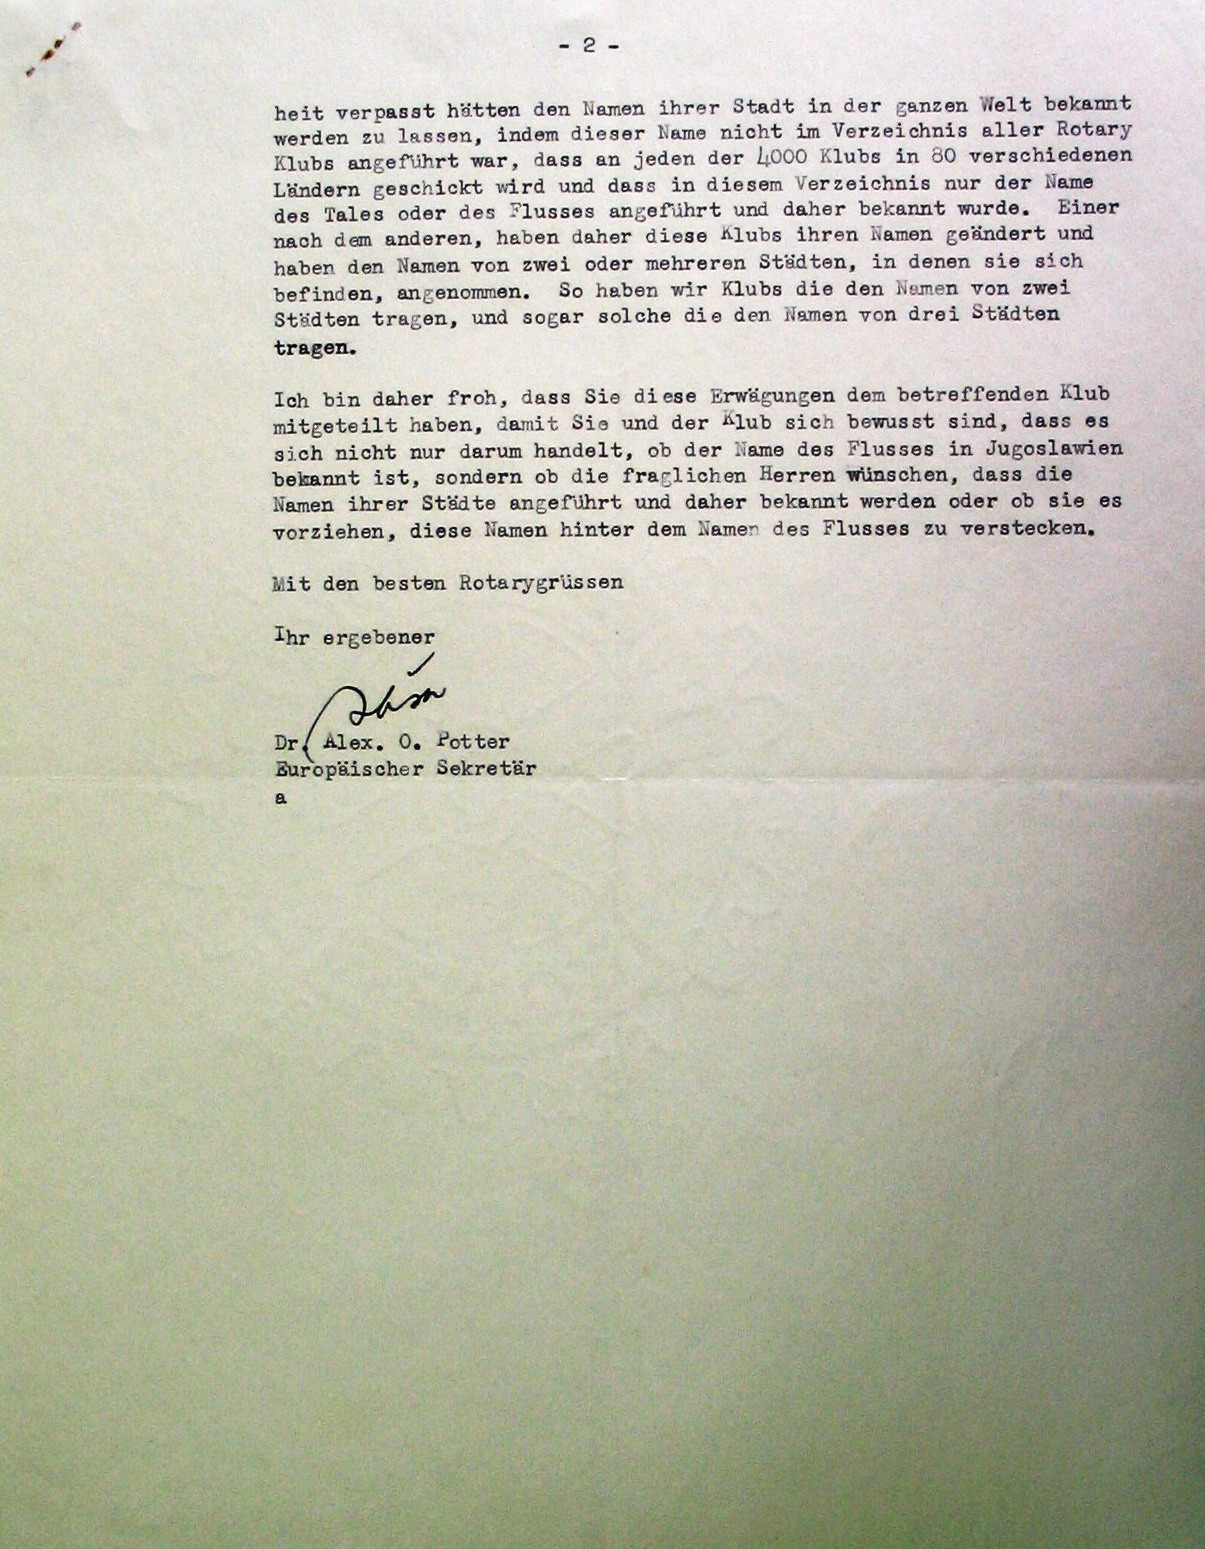 - 2 -
heit verpasst hätten den Namen ihrer Stadt in der ganzen Welt bekannt
werden zu lassen, indem dieser Name nicht im Verzeichnis aller Rotary
Klubs angeführt war, dass an jeden der 4000 Klubs in 80 verschiedenen
Ländern geschickt wird und dass in diesem Verzeichnis nur der Name
des Tales oder des Flusses angeführt und daher bekannt wurde. Einer
nach dem anderen, haben daher diese Klubs ihren Namen geändert und
haben den Namen von zwei oder mehreren Städten, in denen sie sich
befinden, angenommen. So haben wir Klubs die den Namen von zwei
Städten tragen, und sogar solche die den Namen von drei Städten
tragen.
Ich bin daher froh, dass Sie diese Erwägungen dem betreffenden Klub
mitgeteilt haben, damit Sie und der Klub sich bewusst sind, dass es
sich nicht nur darum handelt, ob der Name des Flusses in Jugoslawien
bekannt ist, sondern ob die fraglichen Herren wünschen, dass die
Namen ihrer Städte angeführt und daher bekannt werden oder ob sie es
vorziehen, diese Namen hinter dem Namen des Flusses zu verstecken.
Mit den besten Rotarygrüssen
Ihr ergebener
Dr. Alex. O. Potter
Europäischer Sekretär
a